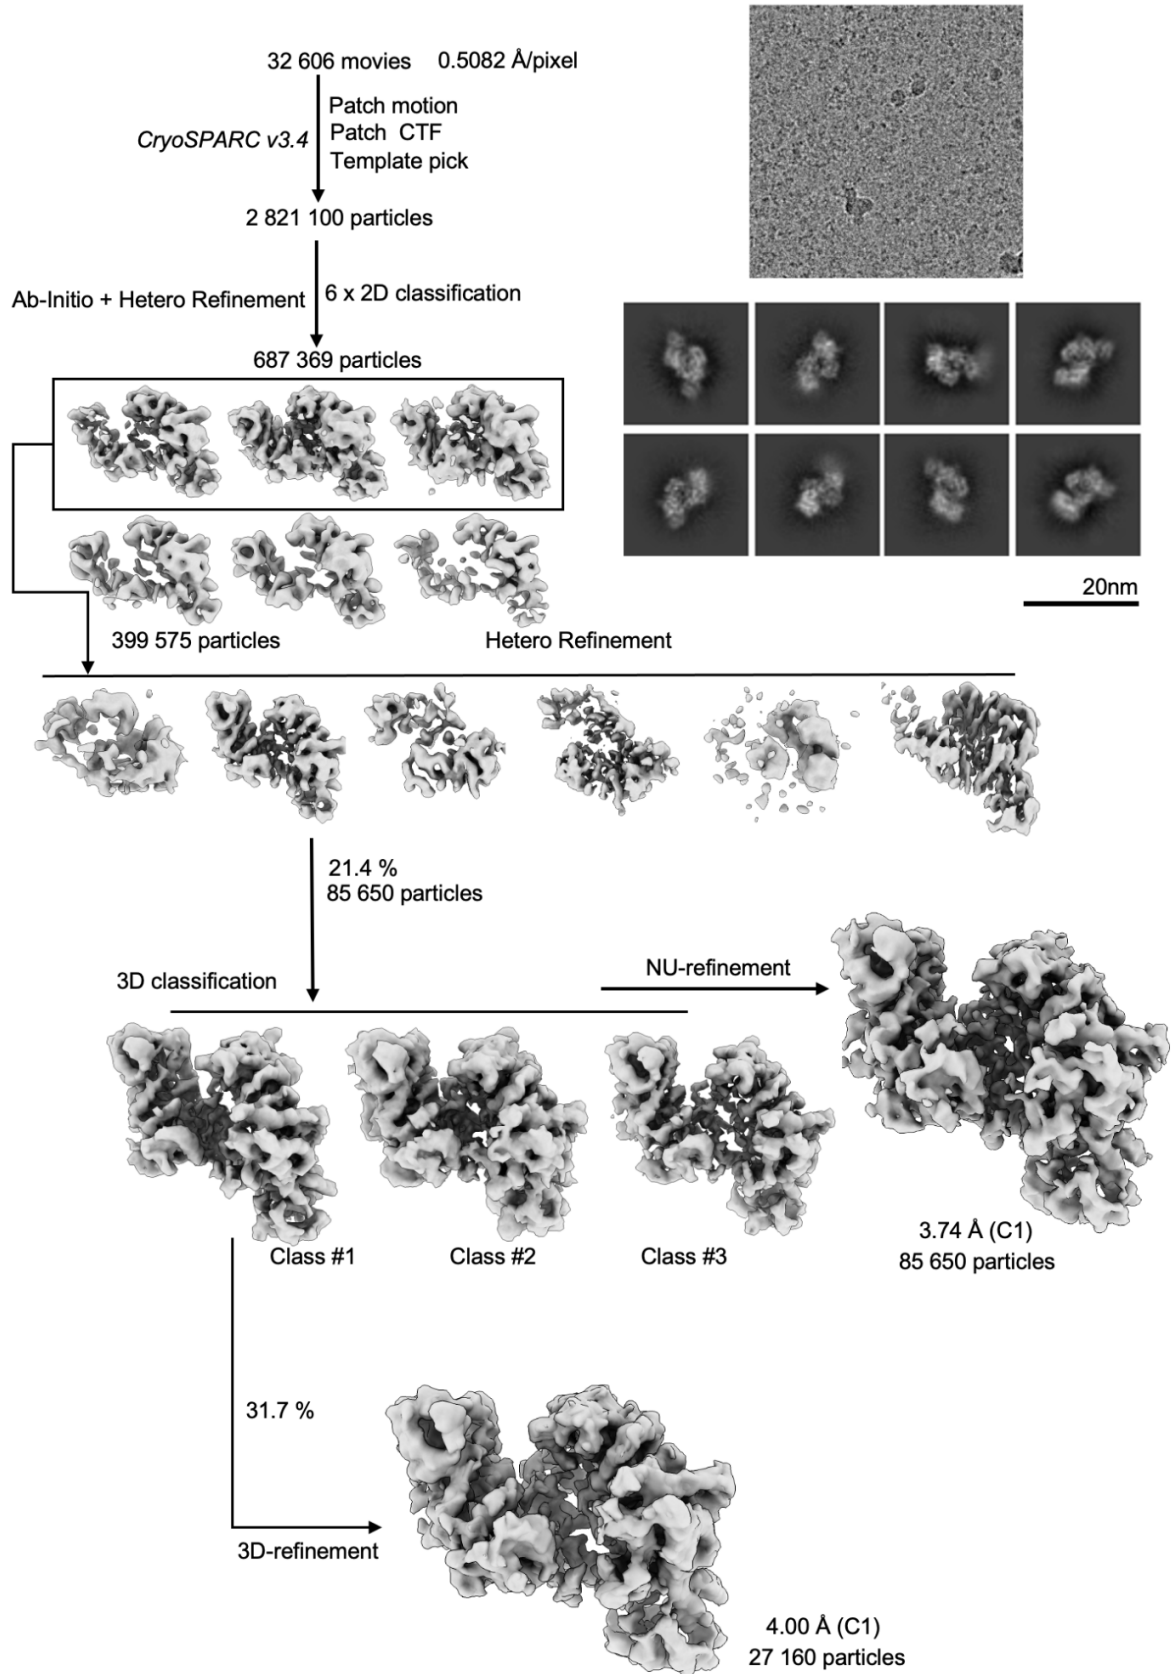 32 606 movies 0.5082 Å/pixel
Patch motion
CryoSPARC v3.4
Patch CTF
Template pick
2 821 100 particles
Ab-Initio + Hetero Refinement
6 x 2D classification
687 369 particles
20nm
399 575 particles
Hetero Refinement
21.4 %
85 650 particles
3D classification
NU-refinement
Class #1
Class #2
Class #3
3.74 Å (C1)
85 650 particles
31.7 %
3D-refinement
4.00 Å (C1)
27 160 particles